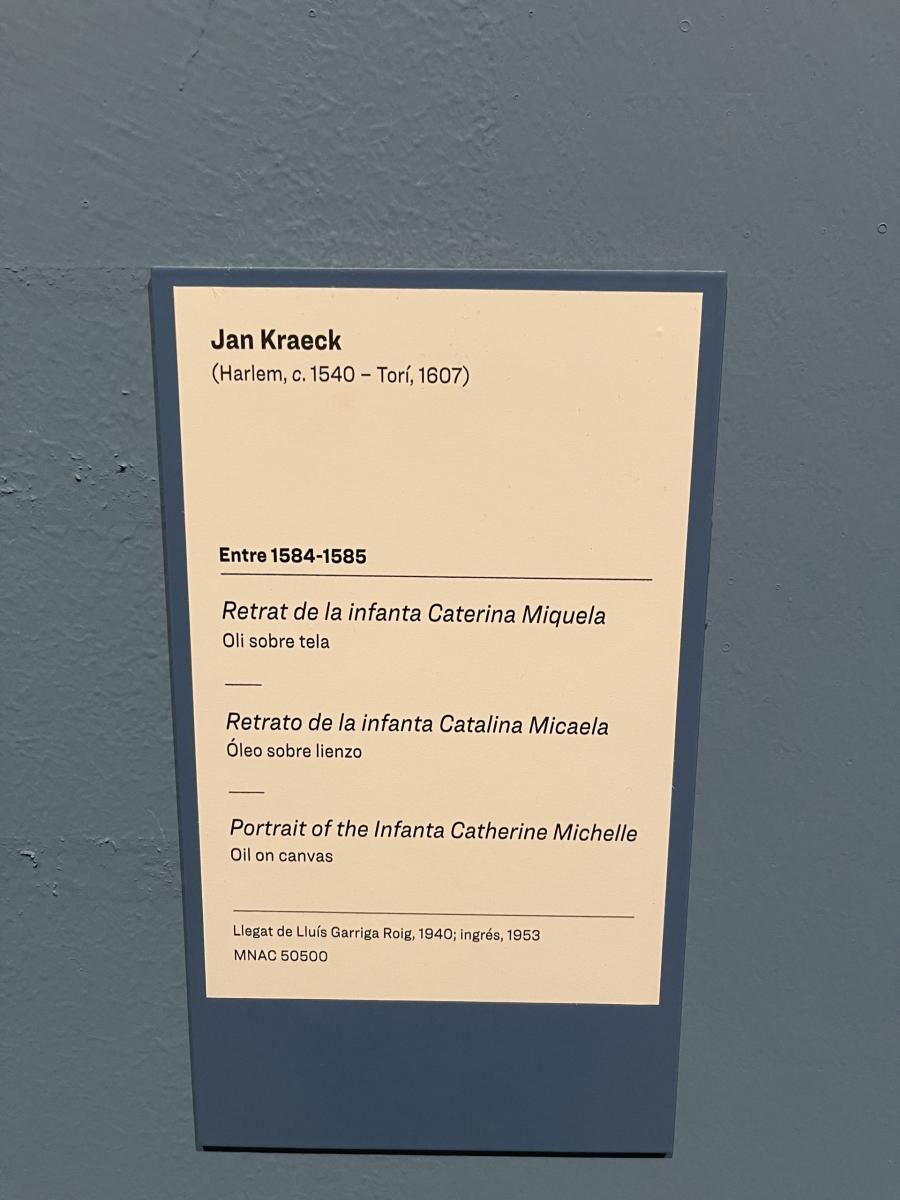 Jan Kraeck
(Harlem, c. 1540 – Torí, 1607)
Entre 1584-1585
Retrat de la infanta Caterina Miquela
Oli sobre tela
Retrato de la infanta Catalina Micaela
Óleo sobre lienzo
Portrait of the Infanta Catherine Michelle
Oil on canvas
Llegat de Lluís Garriga Roig, 1940; ingrés, 1953
MNAC 50500